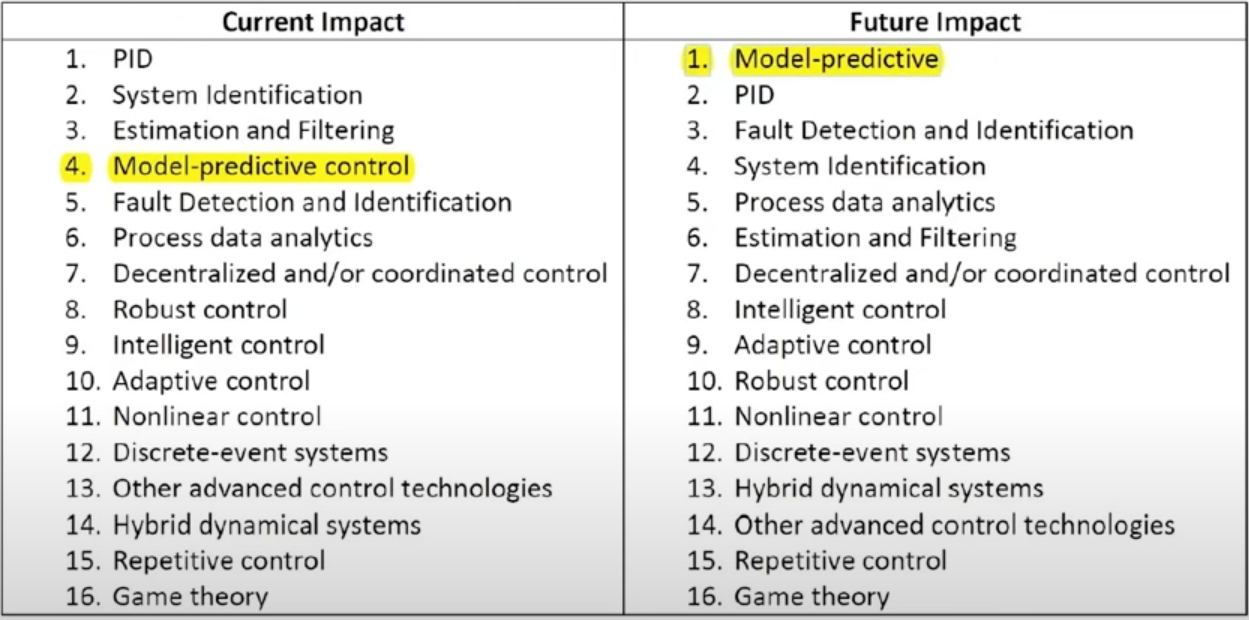 Current Impact
1. PID
2. System Identification
3. Estimation and Filtering
4. Model-predictive control
5. Fault Detection and Identification
6. Process data analytics
7. Decentralized and/or coordinated control
8. Robust control
9. Intelligent control
10. Adaptive control
11. Nonlinear control
12. Discrete-event systems
13. Other advanced control technologies
14. Hybrid dynamical systems
15. Repetitive control
16. Game theory
Future Impact
1. Model-predictive
2. PID
3. Fault Detection and Identification
4. System Identification
5. Process data analytics
6. Estimation and Filtering
7. Decentralized and/or coordinated control
8. Intelligent control
9. Adaptive control
10. Robust control
11. Nonlinear control
12. Discrete-event systems
13. Hybrid dynamical systems
14. Other advanced control technologies
15. Repetitive control
16. Game theory